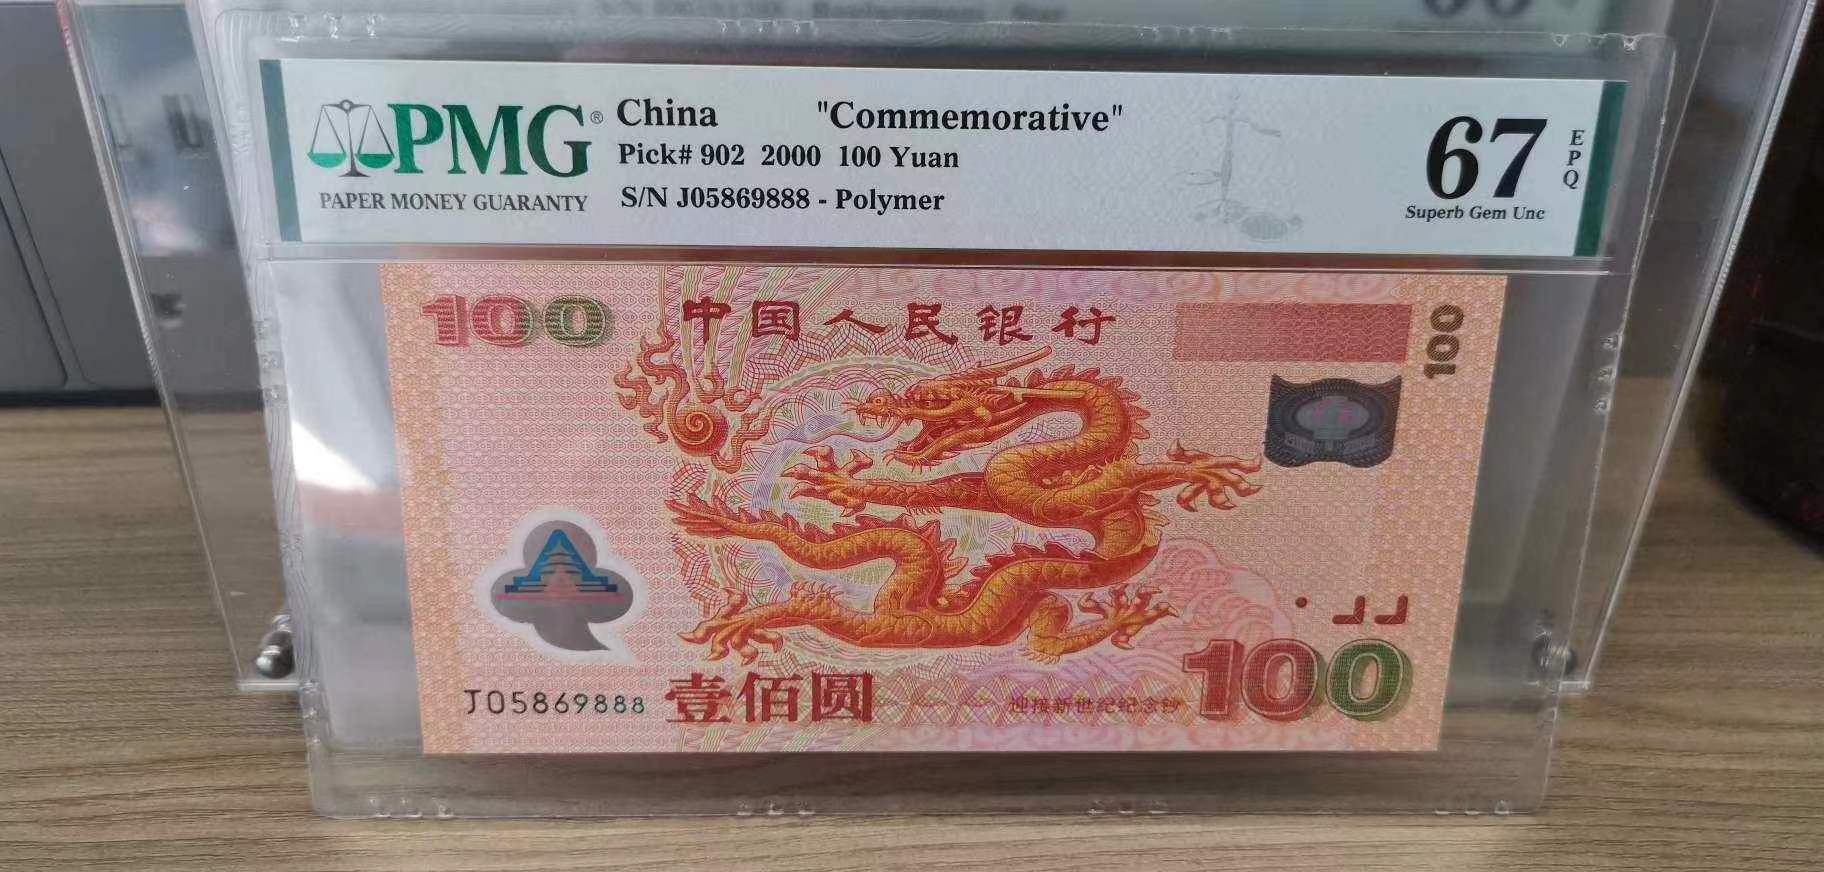 PMG® China "Commemorative"
PAPER MONEY GUARANTY
Pick# 902 2000 100 Yuan
S/N J05869888 - Polymer
67 EPQ
Superb Gem Unc
100 中国人民银行 100
J05869888 壹佰圆 迎接新世纪纪念钞 100